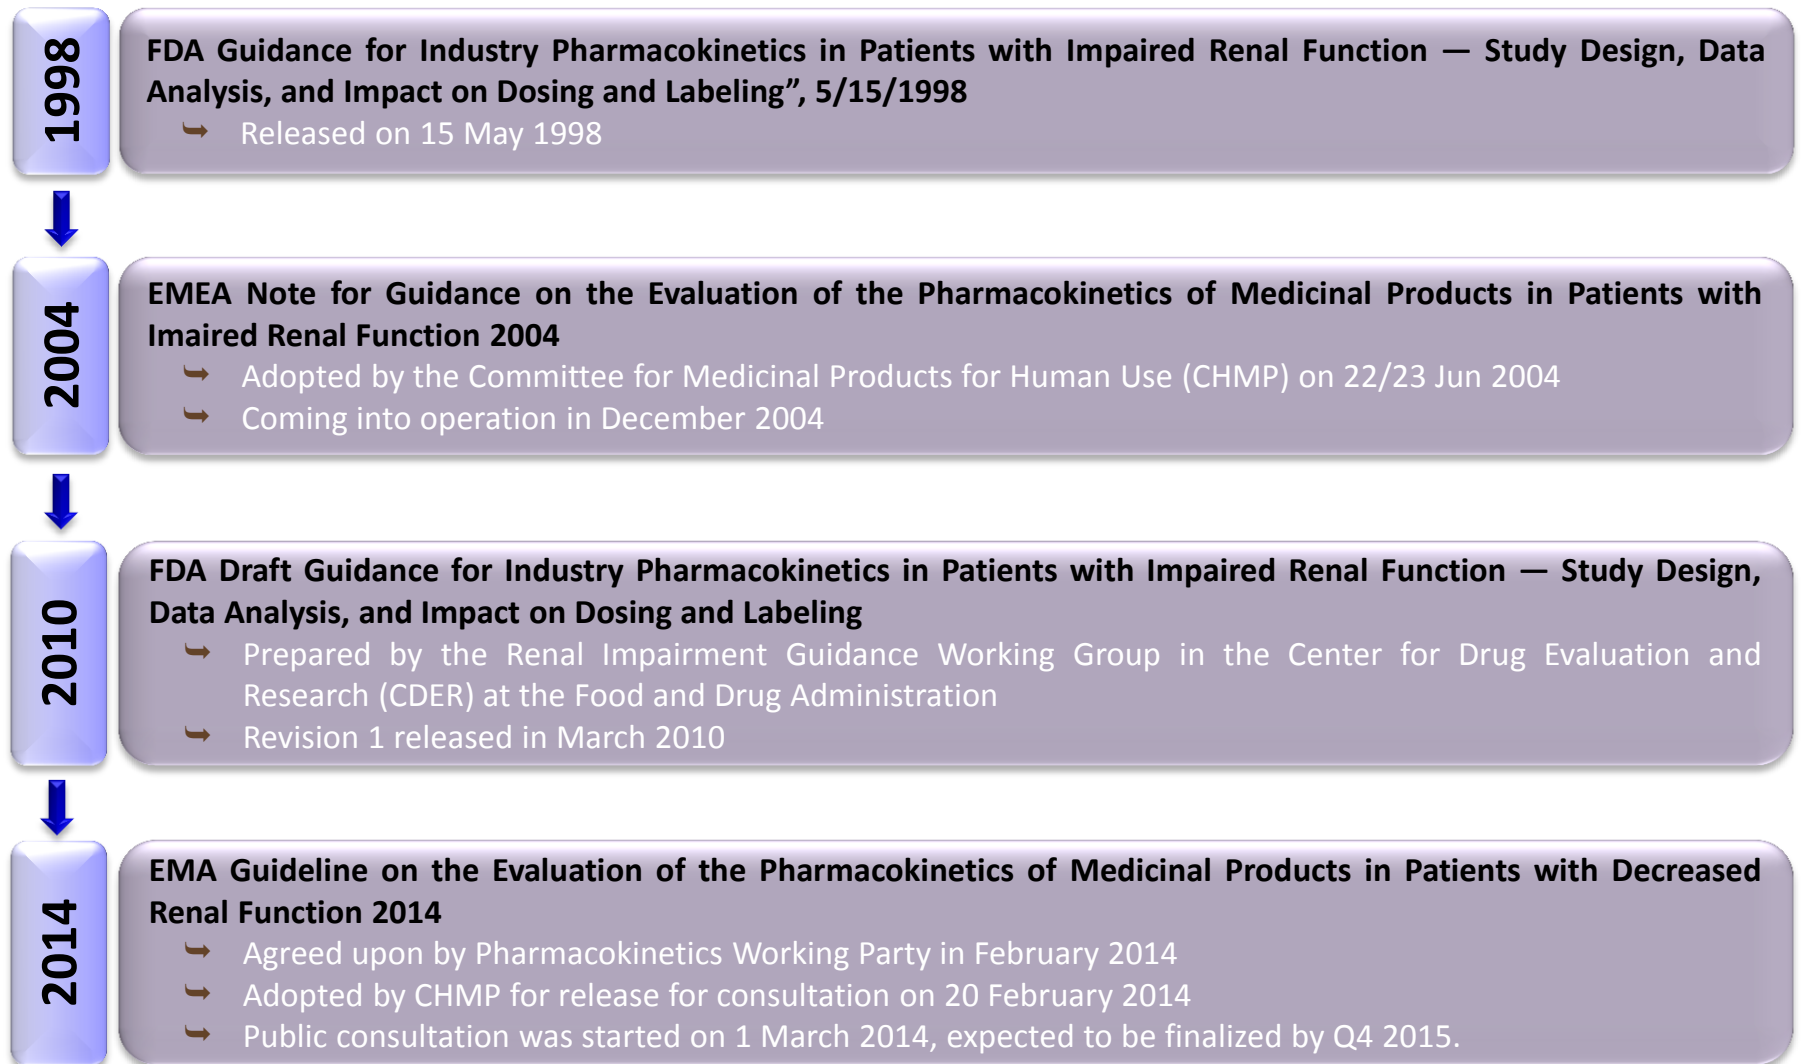 1998
FDA Guidance for Industry Pharmacokinetics in Patients with Impaired Renal Function — Study Design, Data
Analysis, and Impact on Dosing and Labeling”, 5/15/1998
➥ Released on 15 May 1998
2004
EMEA Note for Guidance on the Evaluation of the Pharmacokinetics of Medicinal Products in Patients with
Imaired Renal Function 2004
➥ Adopted by the Committee for Medicinal Products for Human Use (CHMP) on 22/23 Jun 2004
➥ Coming into operation in December 2004
2010
FDA Draft Guidance for Industry Pharmacokinetics in Patients with Impaired Renal Function — Study Design,
Data Analysis, and Impact on Dosing and Labeling
➥ Prepared by the Renal Impairment Guidance Working Group in the Center for Drug Evaluation and
Research (CDER) at the Food and Drug Administration
➥ Revision 1 released in March 2010
2014
EMA Guideline on the Evaluation of the Pharmacokinetics of Medicinal Products in Patients with Decreased
Renal Function 2014
➥ Agreed upon by Pharmacokinetics Working Party in February 2014
➥ Adopted by CHMP for release for consultation on 20 February 2014
➥ Public consultation was started on 1 March 2014, expected to be finalized by Q4 2015.